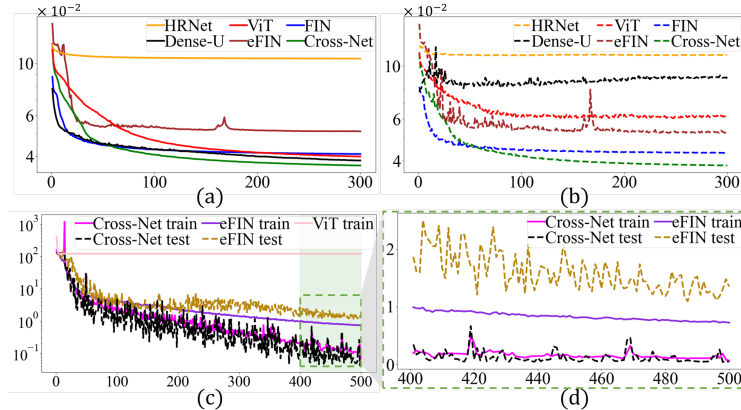 × 10⁻²
HRNet ViT FIN
Dense-U eFIN Cross-Net
10
6
4
0 100 200 300
(a)
× 10⁻²
HRNet ViT FIN
Dense-U eFIN Cross-Net
10
6
4
0 100 200 300
(b)
10³
10²
10¹
10⁰
10⁻¹
Cross-Net train eFIN train ViT train
Cross-Net test eFIN test
0 100 200 300 400 500
(c)
2
1
0
Cross-Net train eFIN train
Cross-Net test eFIN test
400 420 440 460 480 500
(d)